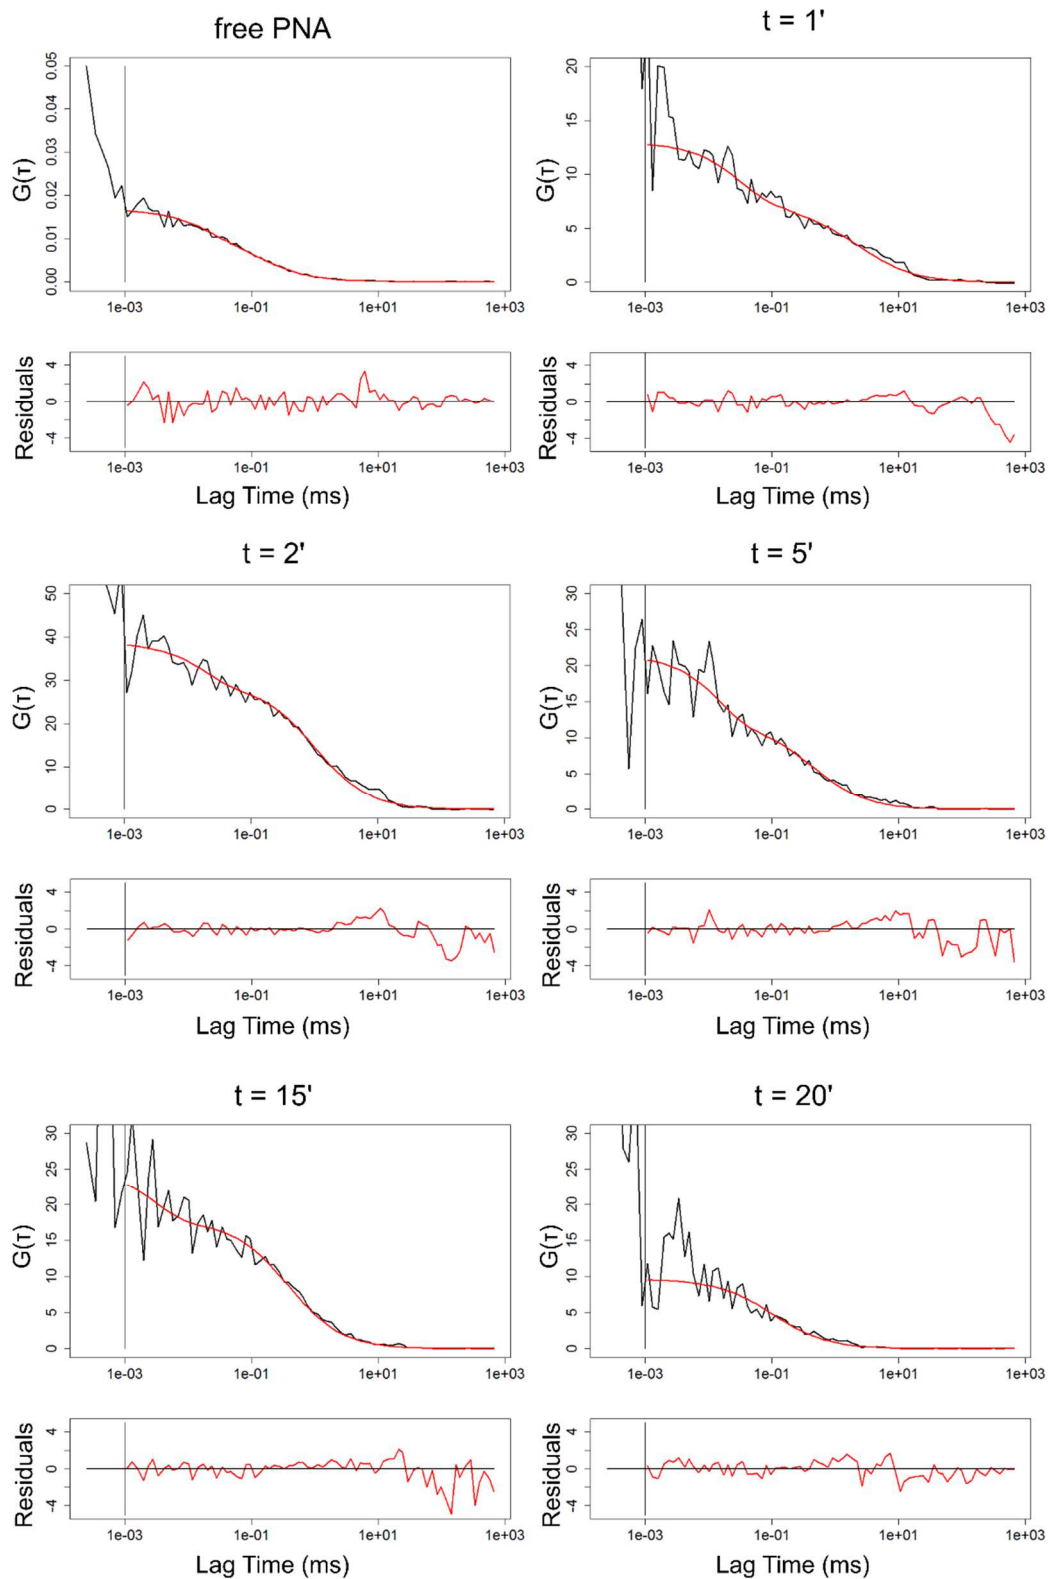 free PNA
t = 1'
0.05
0.04
0.03
0.02
0.01
0.00
G(τ)
1e-03 1e-01 1e+01 1e+03
20
15
10
5
0
G(τ)
1e-03 1e-01 1e+01 1e+03
4
0
-4
Residuals
1e-03 1e-01 1e+01 1e+03
Lag Time (ms)
4
0
-4
Residuals
1e-03 1e-01 1e+01 1e+03
Lag Time (ms)
t = 2'
t = 5'
50
40
30
20
10
0
G(τ)
1e-03 1e-01 1e+01 1e+03
30
25
20
15
10
5
0
G(τ)
1e-03 1e-01 1e+01 1e+03
4
0
-4
Residuals
1e-03 1e-01 1e+01 1e+03
Lag Time (ms)
4
0
-4
Residuals
1e-03 1e-01 1e+01 1e+03
Lag Time (ms)
t = 15'
t = 20'
30
25
20
15
10
5
0
G(τ)
1e-03 1e-01 1e+01 1e+03
30
25
20
15
10
5
0
G(τ)
1e-03 1e-01 1e+01 1e+03
4
0
-4
Residuals
1e-03 1e-01 1e+01 1e+03
Lag Time (ms)
4
0
-4
Residuals
1e-03 1e-01 1e+01 1e+03
Lag Time (ms)